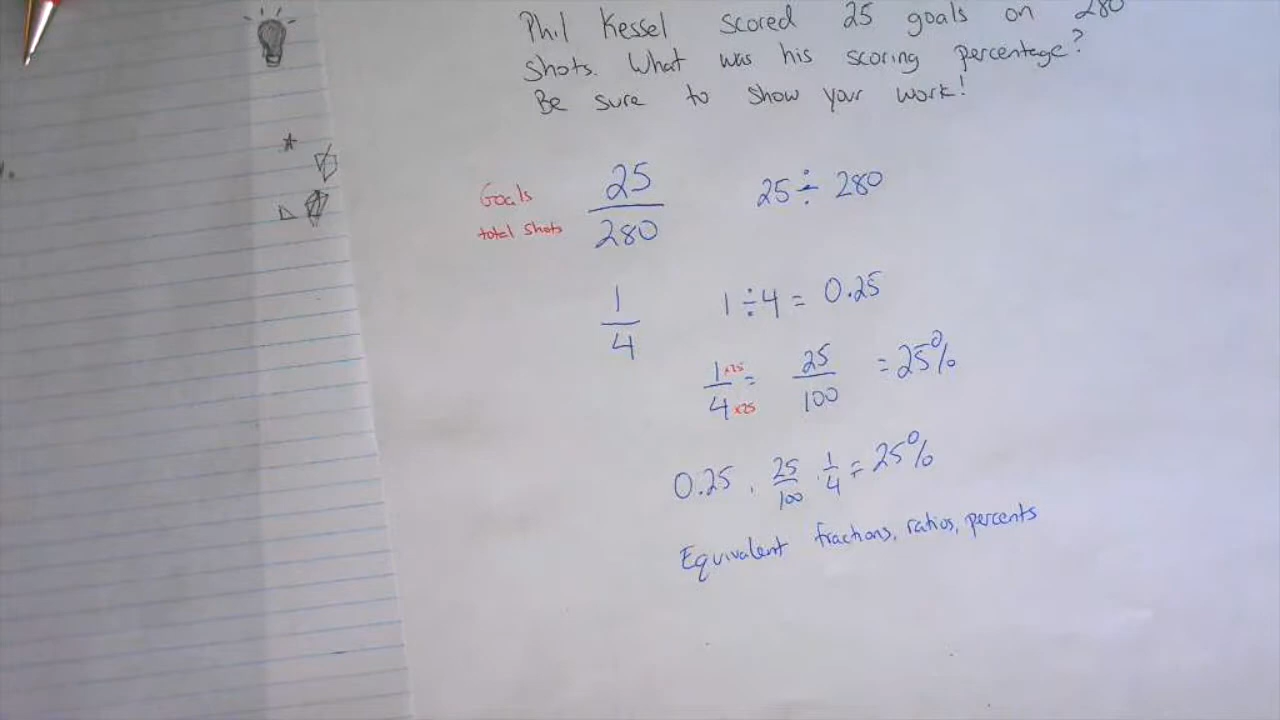 Phil Kessel scored 25 goals on 280
shots. What was his scoring percentage?
Be sure to show your work!
Goals 25 25 ÷ 280
total shots 280
1 1 ÷ 4 = 0.25
4
1 x25 = 25 = 25%
4 x25 100
0.25, 25/100, 1/4 = 25%
Equivalent fractions, ratios, percents